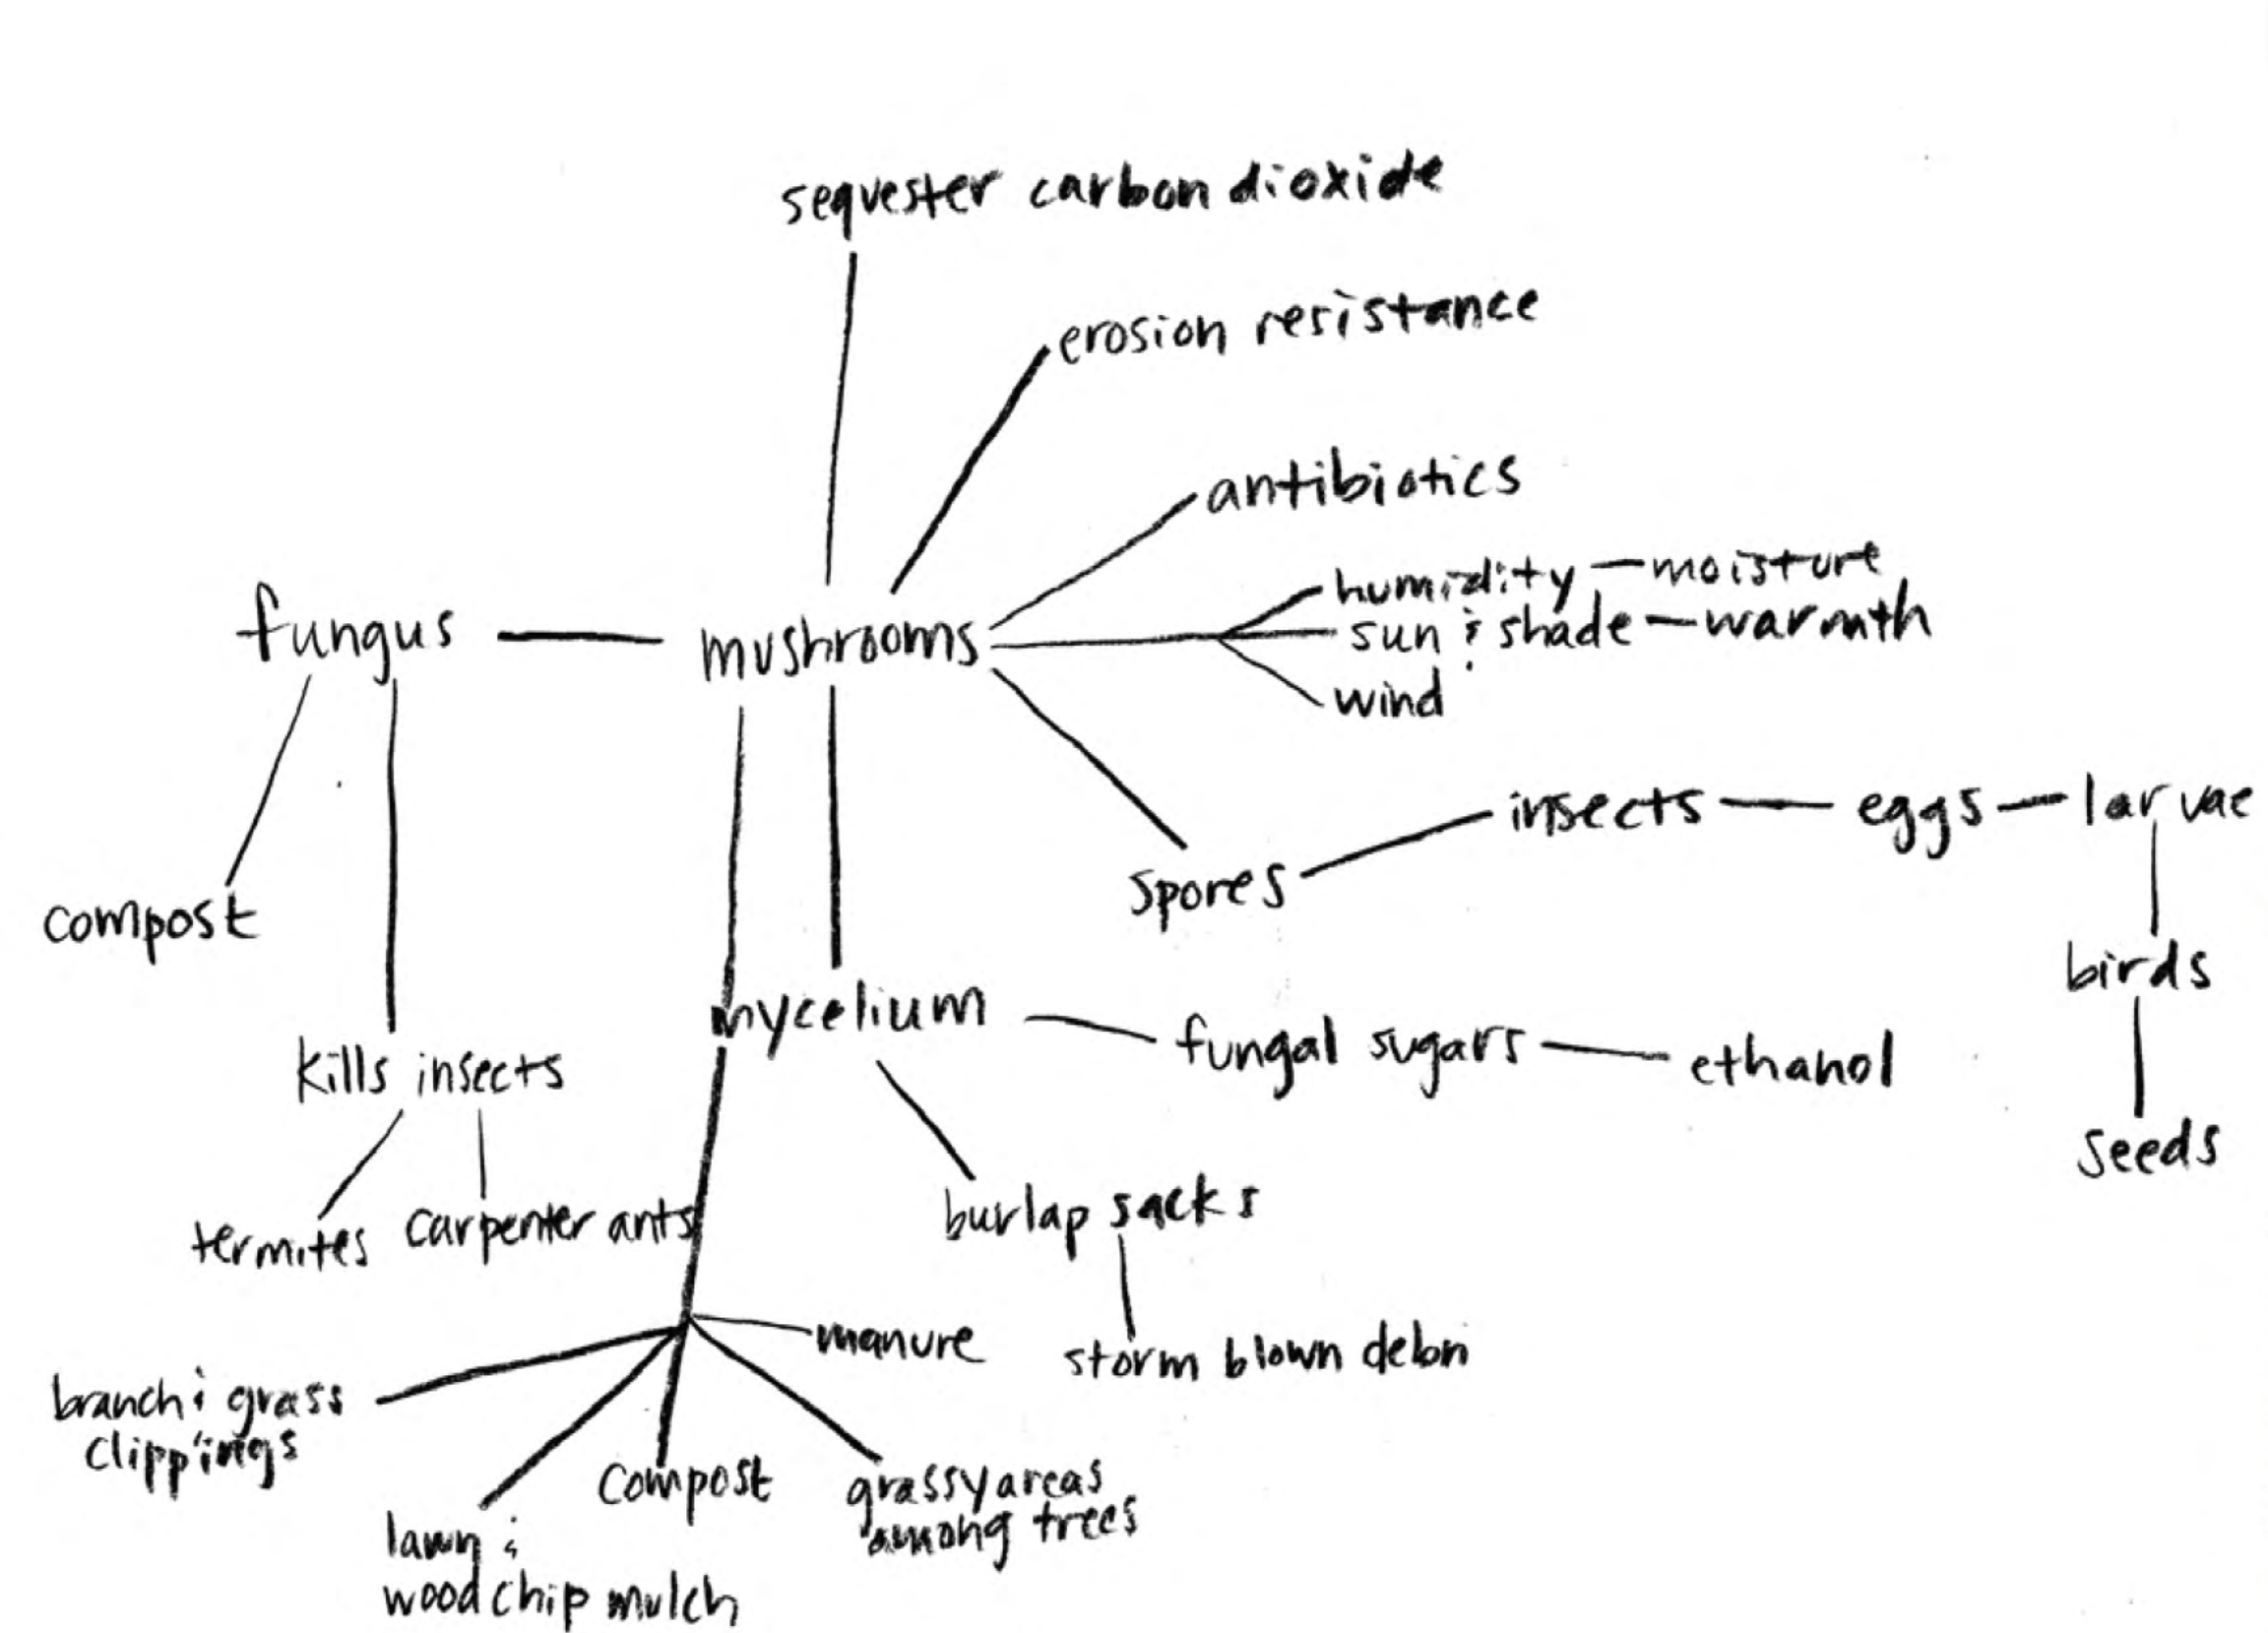 sequester carbon dioxide
erosion resistance
antibiotics
humidity — moisture
fungus
mushrooms
sun & shade — warmth
wind
insects
eggs
larvae
compost
spores
birds
mycelium
fungal sugars
ethanol
kills insects
seeds
termites
carpenter ants
burlap sacks
manure
storm blown debri
branch & grass
clippings
compost
grassy areas
among trees
lawn &
wood chip mulch